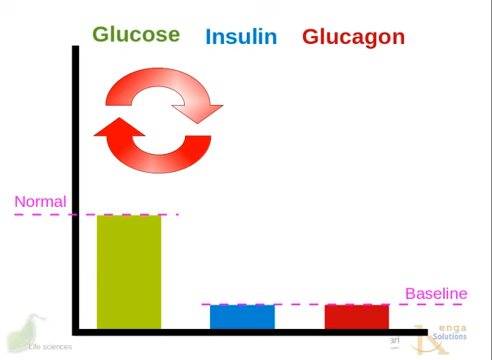 Glucose Insulin Glucagon
Normal
Baseline
Life sciences
enga
Solutions